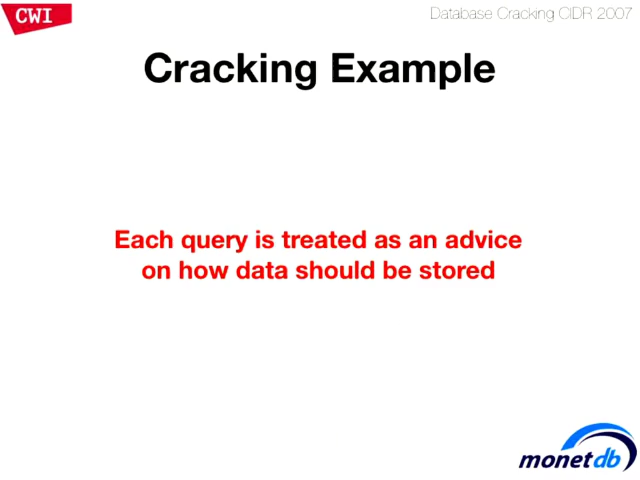 CWI
Database Cracking CIDR 2007
Cracking Example
Each query is treated as an advice
on how data should be stored
monetdb